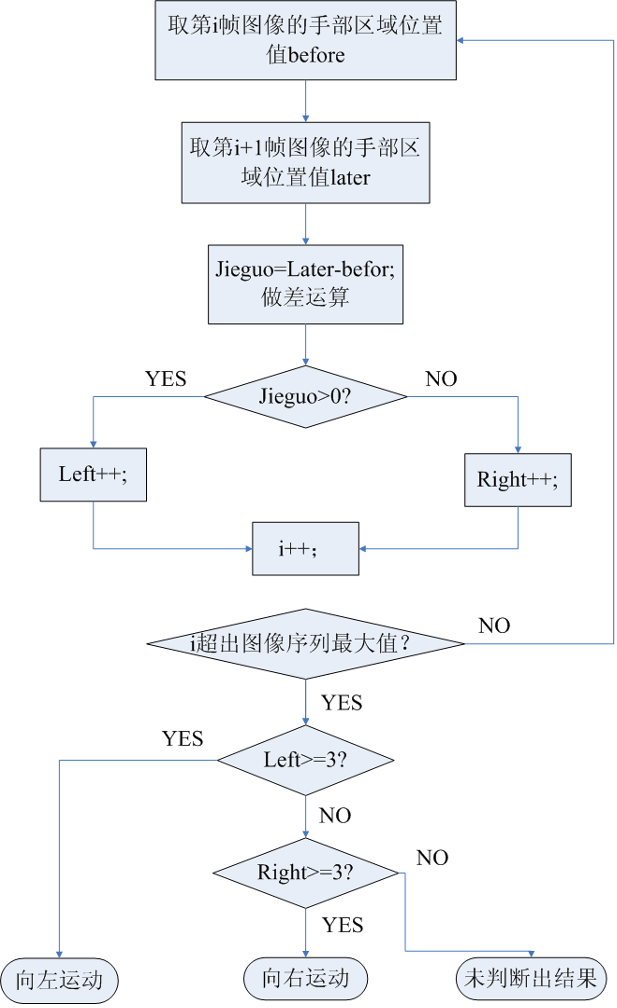 取第i帧图像的手部区域位置
值before
取第i+1帧图像的手部区
域位置值later
Jieguo=Later-befor;
做差运算
YES
Jieguo>0?
NO
Left++;
Right++;
i++；
i超出图像序列最大值？
NO
YES
YES
Left>=3?
NO
Right>=3?
NO
YES
向左运动
向右运动
未判断出结果